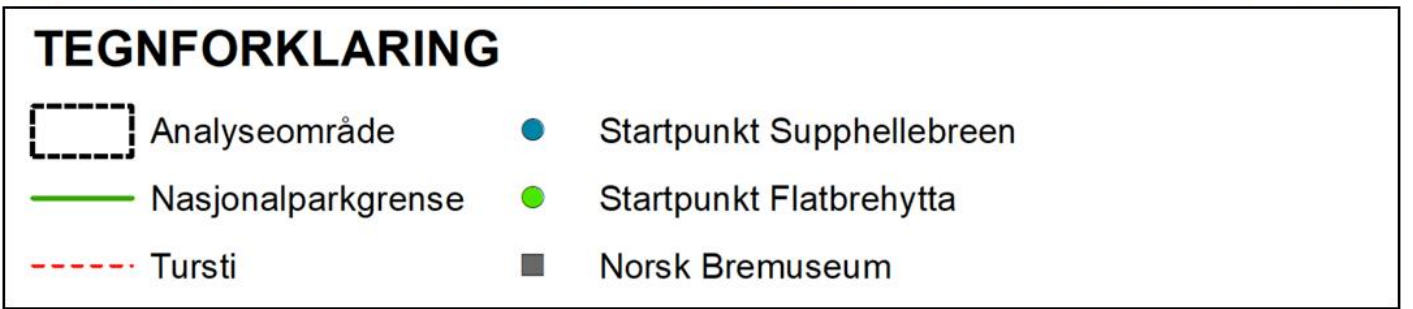 TEGNFORKLARING
Analyseområde
Startpunkt Supphellebreen
Nasjonalparkgrense
Startpunkt Flatbrehytta
Tursti
Norsk Bremuseum